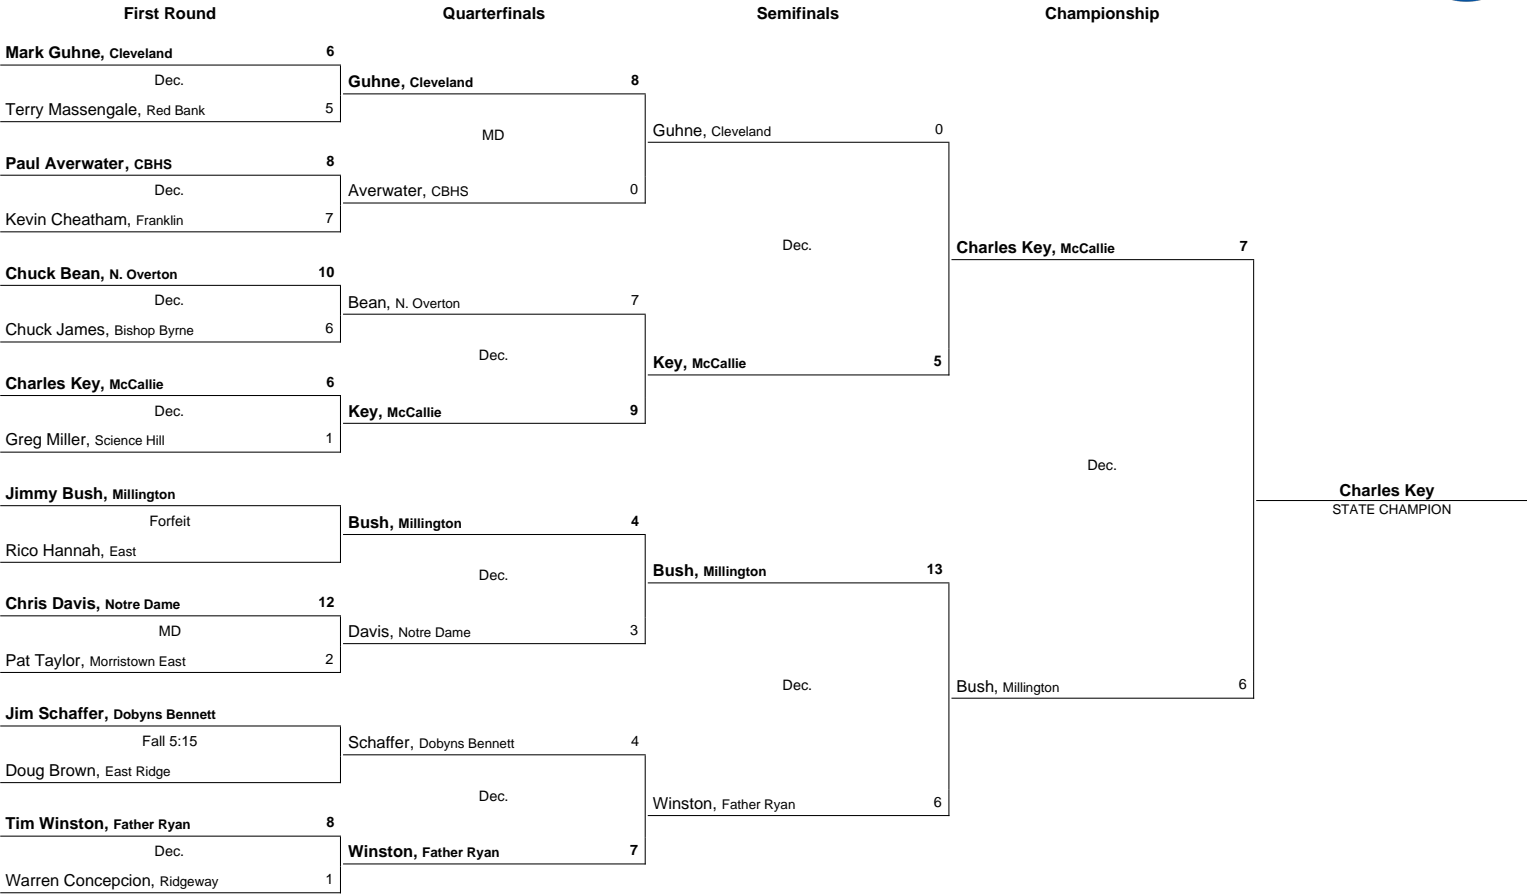 First Round
Quarterfinals
Semifinals
Championship
Mark Guhne, Cleveland 6
Dec.
Terry Massengale, Red Bank 5
Paul Averwater, CBHS 8
Dec.
Kevin Cheatham, Franklin 7
Chuck Bean, N. Overton 10
Dec.
Chuck James, Bishop Byrne 6
Charles Key, McCallie 6
Dec.
Greg Miller, Science Hill 1
Jimmy Bush, Millington
Forfeit
Rico Hannah, East
Chris Davis, Notre Dame 12
MD
Pat Taylor, Morristown East 2
Jim Schaffer, Dobyns Bennett
Fall 5:15
Doug Brown, East Ridge
Tim Winston, Father Ryan 8
Dec.
Warren Concepcion, Ridgeway 1
Guhne, Cleveland 8
MD
Averwater, CBHS 0
Bean, N. Overton 7
Dec.
Key, McCallie 9
Bush, Millington 4
Dec.
Davis, Notre Dame 3
Schaffer, Dobyns Bennett 4
Dec.
Winston, Father Ryan 7
Guhne, Cleveland 0
Dec.
Key, McCallie 5
Bush, Millington 13
Dec.
Winston, Father Ryan 6
Charles Key, McCallie 7
Dec.
Bush, Millington 6
Charles Key
STATE CHAMPION